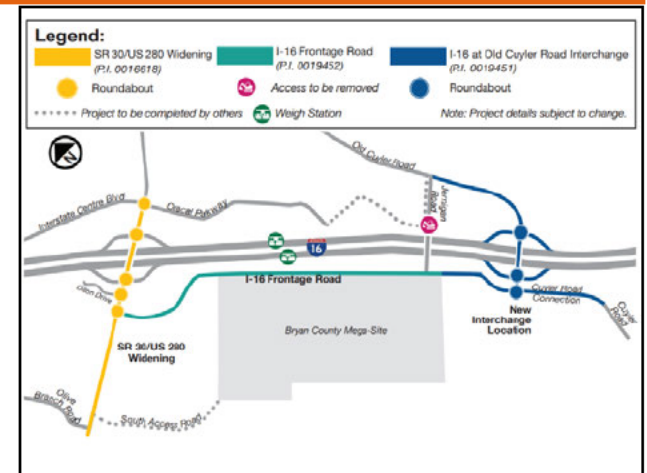 Legend:
SR 30/US 280 Widening
(P.I. 0016618)
I-16 Frontage Road
(P.I. 0019452)
I-16 at Old Cuyler Road Interchange
(P.I. 0019451)
Roundabout
Access to be removed
Roundabout
Project to be completed by others
Weigh Station
Note: Project details subject to change.
N
Old Cuyler Road
Jernigan
Road
Interstate Centre Blvd
Oracal Parkway
16
I-16 Frontage Road
Cuyler Road
Connection
Cuyler
Road
New
Interchange
Location
Bryan County Mega-Site
SR 30/US 280
Widening
Olive
Branch Road
South Access Road